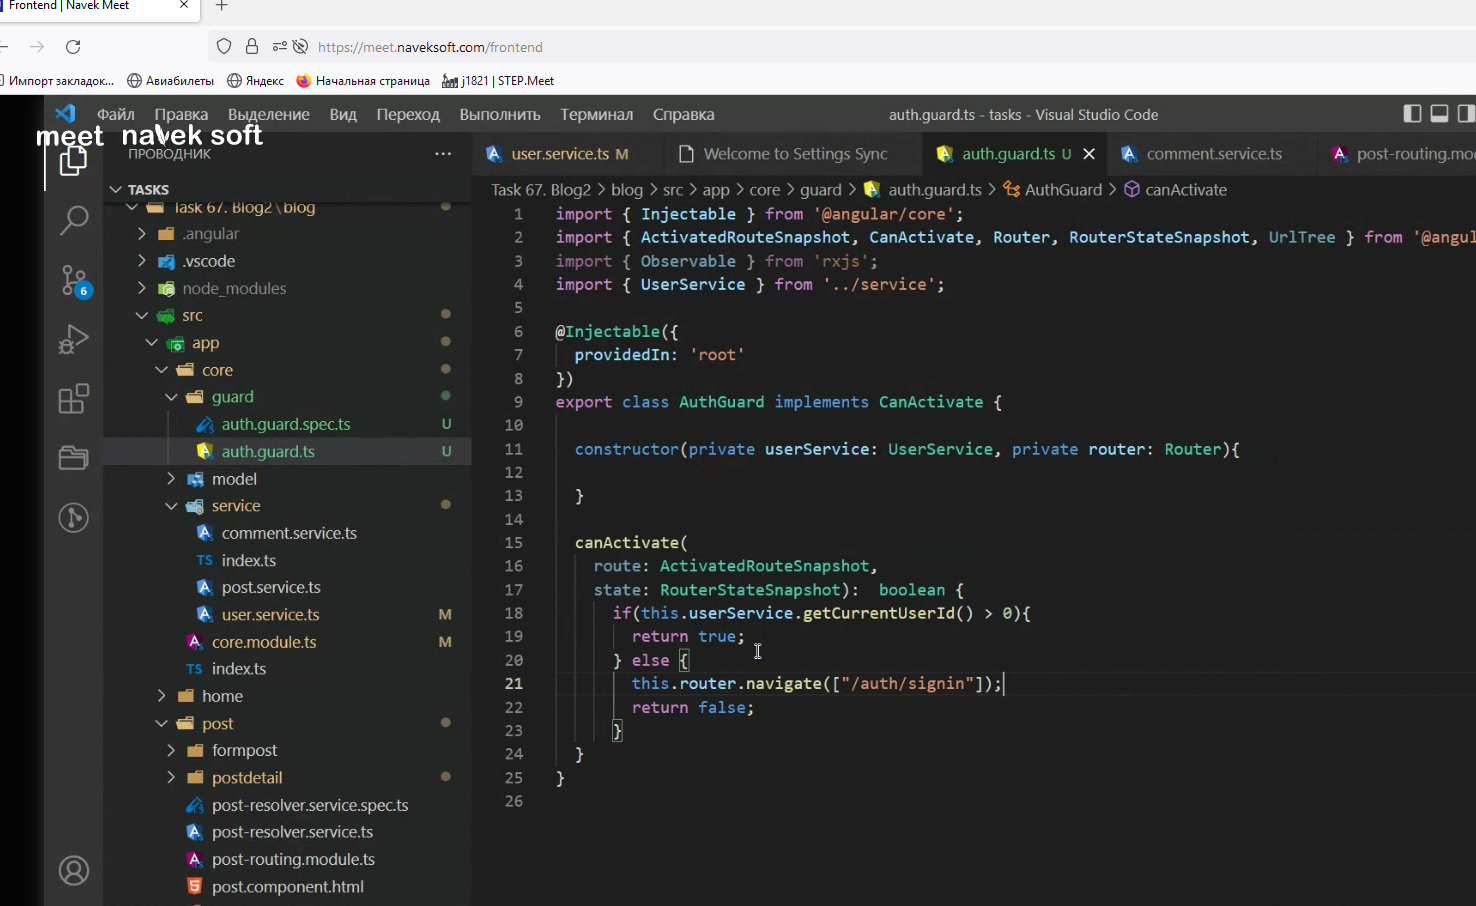 Frontend | Navek Meet
https://meet.naveksoft.com/frontend
Импорт закладок...
Авиабилеты
Яндекс
Начальная страница
j1821 | STEP.Meet
Файл Правка Выделение Вид Переход Выполнить Терминал Справка
auth.guard.ts - tasks - Visual Studio Code
meet navek soft
ПРОВОДНИК
user.service.ts M
Welcome to Settings Sync
auth.guard.ts U
comment.service.ts
post-routing.mo
TASKS
Task 67. Blog2 > blog > src > app > core > guard > auth.guard.ts > AuthGuard > canActivate
Task 67. Blog2 \ blog
.angular
.vscode
node_modules
6
src
app
core
guard
auth.guard.spec.ts U
auth.guard.ts U
model
service
comment.service.ts
TS index.ts
post.service.ts
user.service.ts M
core.module.ts M
TS index.ts
home
post
formpost
postdetail
post-resolver.service.spec.ts
post-resolver.service.ts
post-routing.module.ts
post.component.html
1 import { Injectable } from '@angular/core';
2 import { ActivatedRouteSnapshot, CanActivate, Router, RouterStateSnapshot, UrlTree } from '@angul
3 import { Observable } from 'rxjs';
4 import { UserService } from '../service';
5
6 @Injectable({
7 providedIn: 'root'
8 })
9 export class AuthGuard implements CanActivate {
10
11 constructor(private userService: UserService, private router: Router){
12
13 }
14
15 canActivate(
16 route: ActivatedRouteSnapshot,
17 state: RouterStateSnapshot): boolean {
18 if(this.userService.getCurrentUserId() > 0){
19 return true;
20 } else {
21 this.router.navigate(["/auth/signin"]);
22 return false;
23 }
24 }
25 }
26